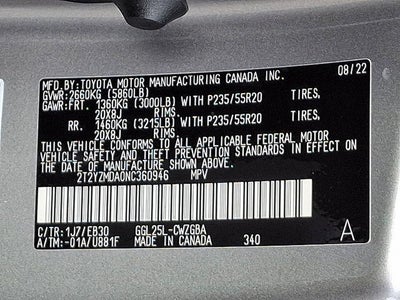 MFD. BY: TOYOTA MOTOR MANUFACTURING CANADA INC.
GVWR: 2660KG (5860LB) 08/22
GAWR: FRT. 1360KG (3000LB) WITH P235/55R20 TIRES,
20X8J RIMS,
RR. 1460KG (3215LB) WITH P235/55R20 TIRES,
20X8J RIMS,
THIS VEHICLE CONFORMS TO ALL APPLICABLE FEDERAL MOTOR
VEHICLE SAFETY AND THEFT PREVENTION STANDARDS IN EFFECT ON
THE DATE OF MANUFACTURE SHOWN ABOVE.
2T2YZMDA0NC360946 MPV
C/TR: 1J7/EB30 GGL25L-CWZGBA A
A/TM: -01A/U881F MADE IN CANADA 340